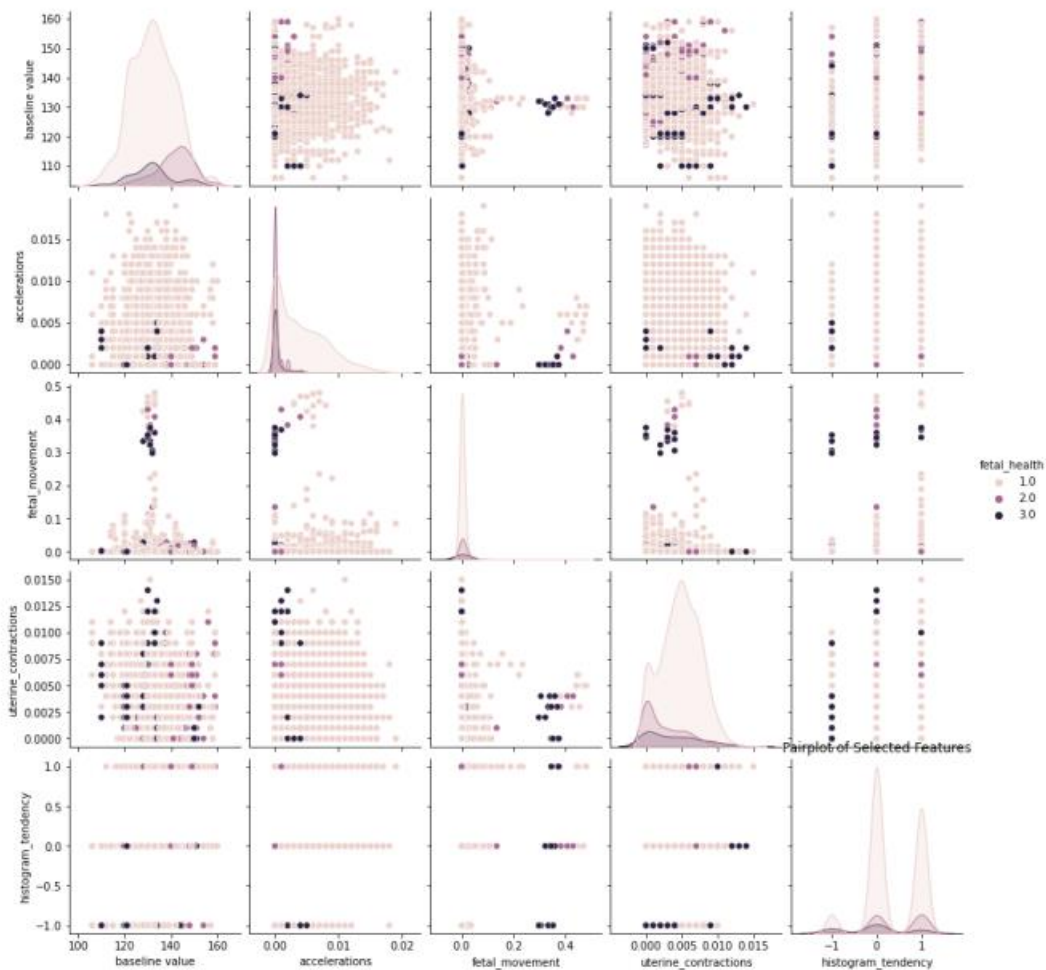 160
150
140
130
120
110
baseline value
0.015
0.010
0.005
0.000
accelerations
0.5
0.4
0.3
0.2
0.1
0.0
fetal_movement
fetal_health
1.0
2.0
3.0
0.0150
0.0125
0.0100
0.0075
0.0050
0.0025
0.0000
uterine_contractions
Pairplot of Selected Features
1.0
0.5
0.0
−0.5
−1.0
histogram_tendency
100 120 140 160
0.00 0.01 0.02
0.0 0.2 0.4
0.000 0.005 0.010 0.015
−1 0 1
baseline value
accelerations
fetal_movement
uterine_contractions
histogram_tendency